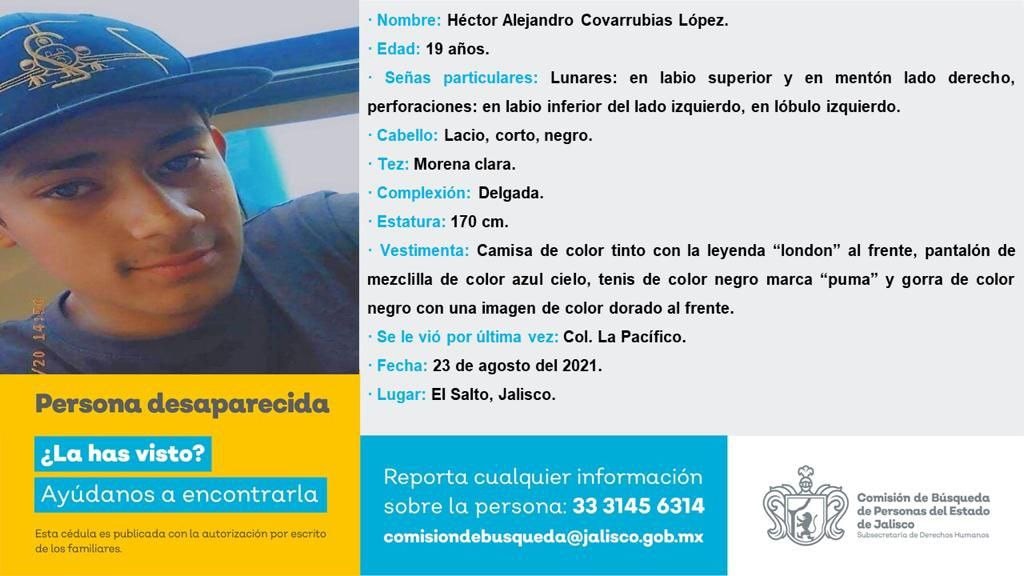 · Nombre: Héctor Alejandro Covarrubias López.
· Edad: 19 años.
· Señas particulares: Lunares: en labio superior y en mentón lado derecho,
perforaciones: en labio inferior del lado izquierdo, en lóbulo izquierdo.
· Cabello: Lacio, corto, negro.
· Tez: Morena clara.
· Complexión: Delgada.
· Estatura: 170 cm.
· Vestimenta: Camisa de color tinto con la leyenda “london” al frente, pantalón de
mezclilla de color azul cielo, tenis de color negro marca “puma” y gorra de color
negro con una imagen de color dorado al frente.
· Se le vió por última vez: Col. La Pacífico.
· Fecha: 23 de agosto del 2021.
· Lugar: El Salto, Jalisco.
/20 14:50
Persona desaparecida
¿La has visto?
Ayúdanos a encontrarla
Esta cédula es publicada con la autorización por escrito
de los familiares.
Reporta cualquier información
sobre la persona: 33 3145 6314
comisiondebusqueda@jalisco.gob.mx
Comisión de Búsqueda
de Personas del Estado
de Jalisco
Subsecretaría de Derechos Humanos